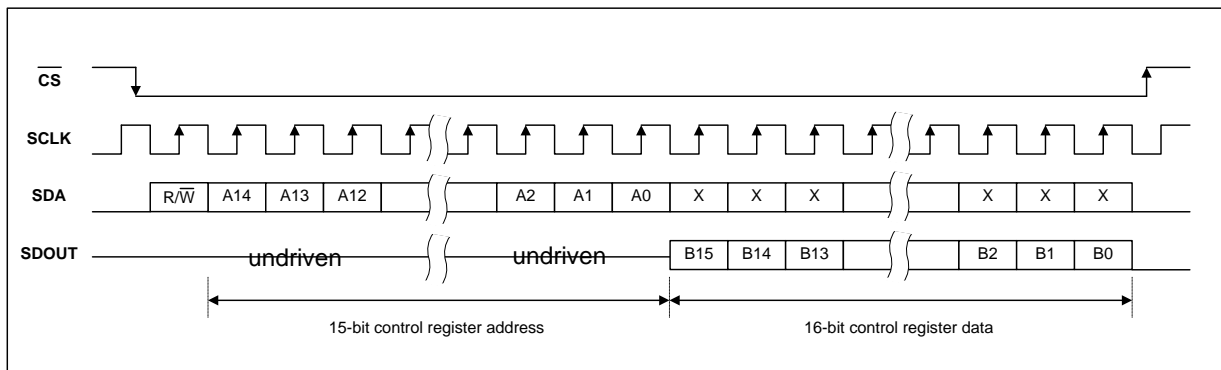 CS
SCLK
SDA R/W A14 A13 A12 A2 A1 A0 X X X X X X
SDOUT undriven undriven B15 B14 B13 B2 B1 B0
15-bit control register address 16-bit control register data